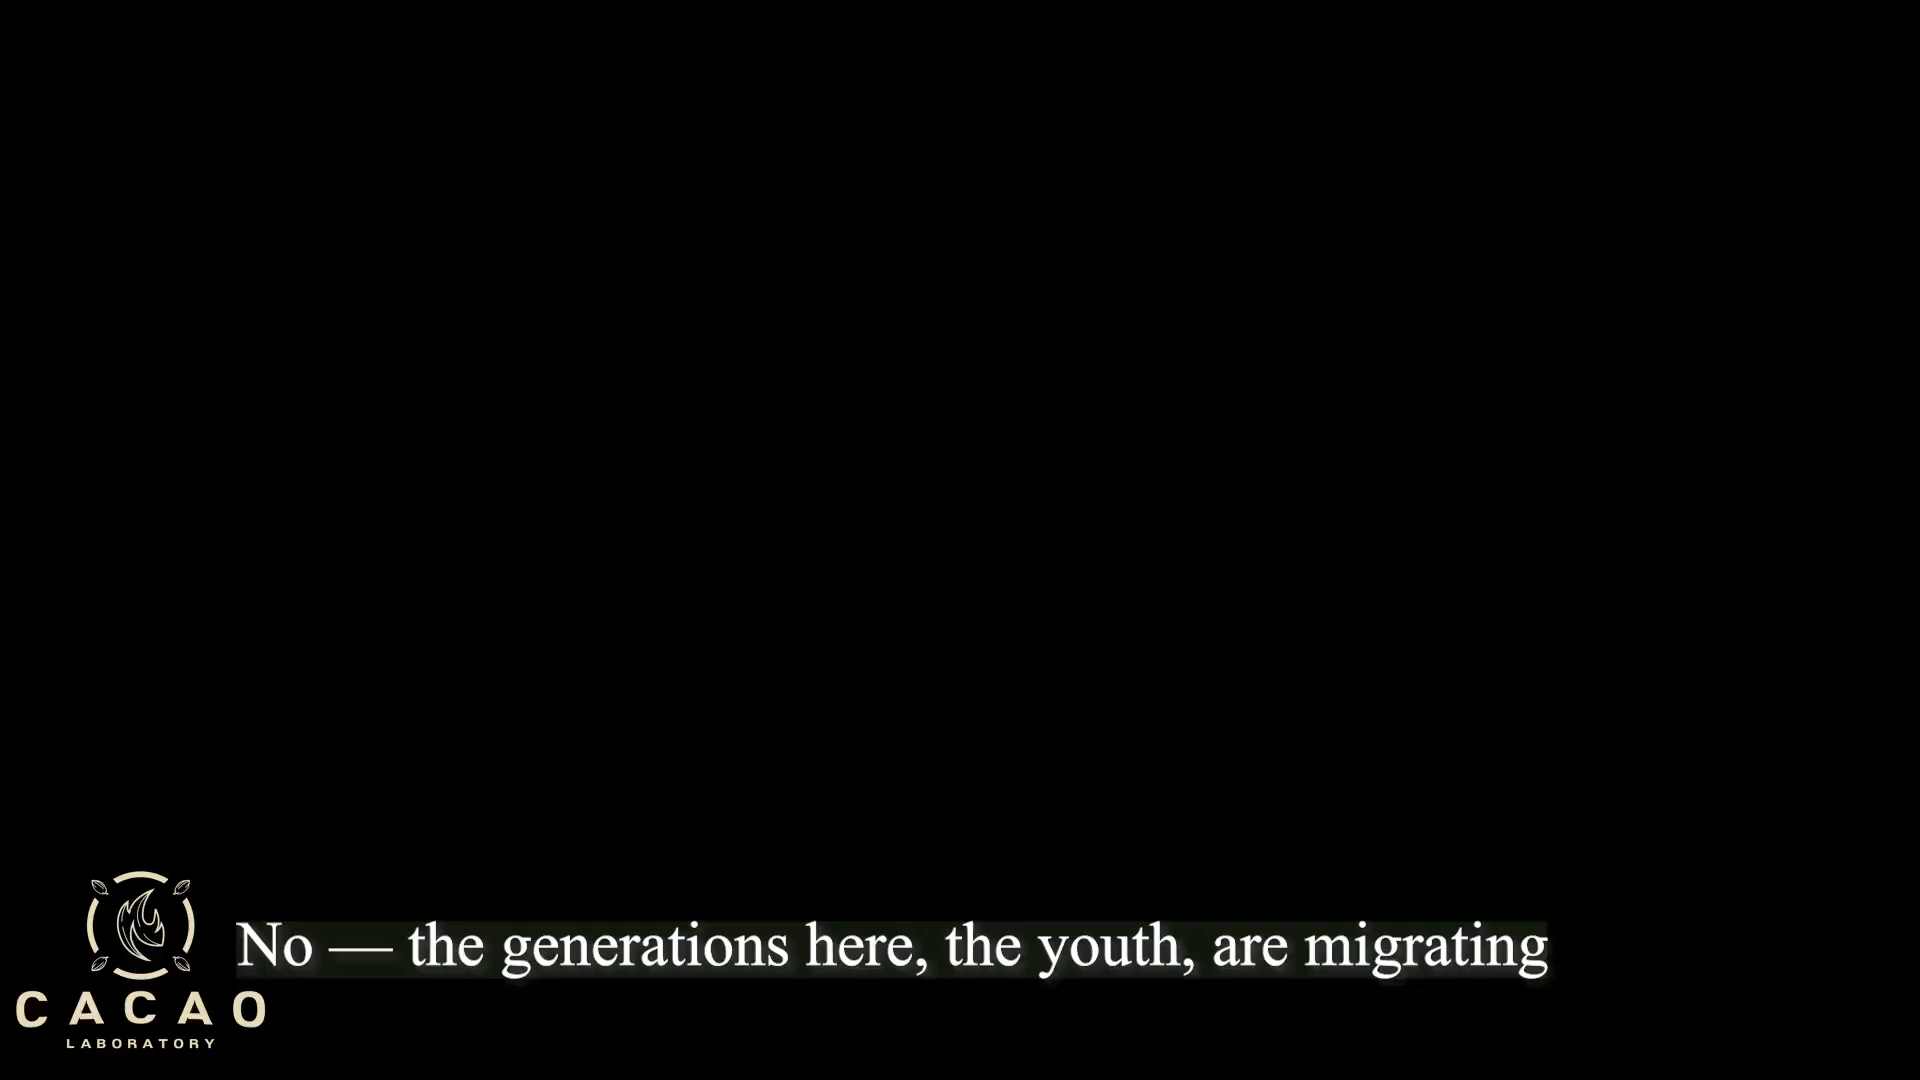 No — the generations here, the youth, are migrating
CACAO
LABORATORY